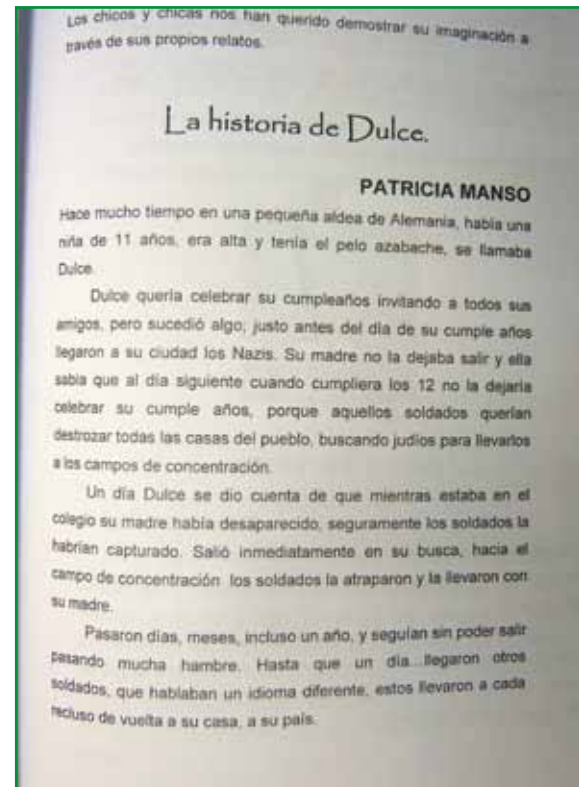 Los chicos y chicas nos han querido demostrar su imaginación a
través de sus propios relatos.
La historia de Dulce.
PATRICIA MANSO
Hace mucho tiempo en una pequeña aldea de Alemania, había una
niña de 11 años, era alta y tenía el pelo azabache, se llamaba
Dulce.
Dulce quería celebrar su cumpleaños invitando a todos sus
amigos, pero sucedió algo; justo antes del día de su cumple años
llegaron a su ciudad los Nazis. Su madre no la dejaba salir y ella
sabía que al día siguiente cuando cumpliera los 12 no la dejaría
celebrar su cumple años, porque aquellos soldados querían
destrozar todas las casas del pueblo, buscando judíos para llevarlos
a los campos de concentración.
Un día Dulce se dio cuenta de que mientras estaba en el
colegio su madre había desaparecido, seguramente los soldados la
habrían capturado. Salió inmediatamente en su busca, hacia el
campo de concentración los soldados la atraparon y la llevaron con
su madre.
Pasaron días, meses, incluso un año, y seguían sin poder salir
pasando mucha hambre. Hasta que un día...llegaron otros
soldados, que hablaban un idioma diferente, estos llevaron a cada
recluso de vuelta a su casa, a su país.